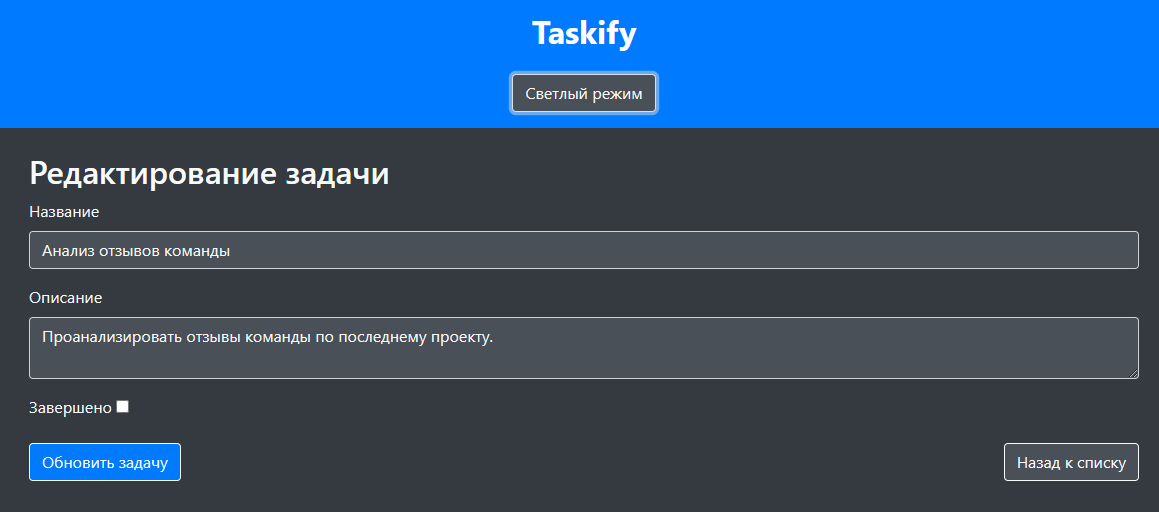 Taskify
Светлый режим
Редактирование задачи
Название
Анализ отзывов команды
Описание
Проанализировать отзывы команды по последнему проекту.
Завершено
Обновить задачу
Назад к списку